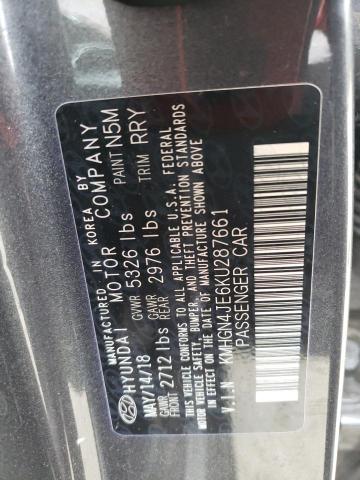 MANUFACTURED IN KOREA BY
HYUNDAI MOTOR COMPANY
MAY/14/18 GVWR 5326 lbs PAINT N5M
GAWR FRONT 2712 lbs GAWR REAR 2976 lbs TRIM RRY
THIS VEHICLE CONFORMS TO ALL APPLICABLE U.S.A. FEDERAL
MOTOR VEHICLE SAFETY, BUMPER, AND THEFT PREVENTION STANDARDS
IN EFFECT ON THE DATE OF MANUFACTURE SHOWN ABOVE
V.I.N KMHGN4JE6KU287661
PASSENGER CAR